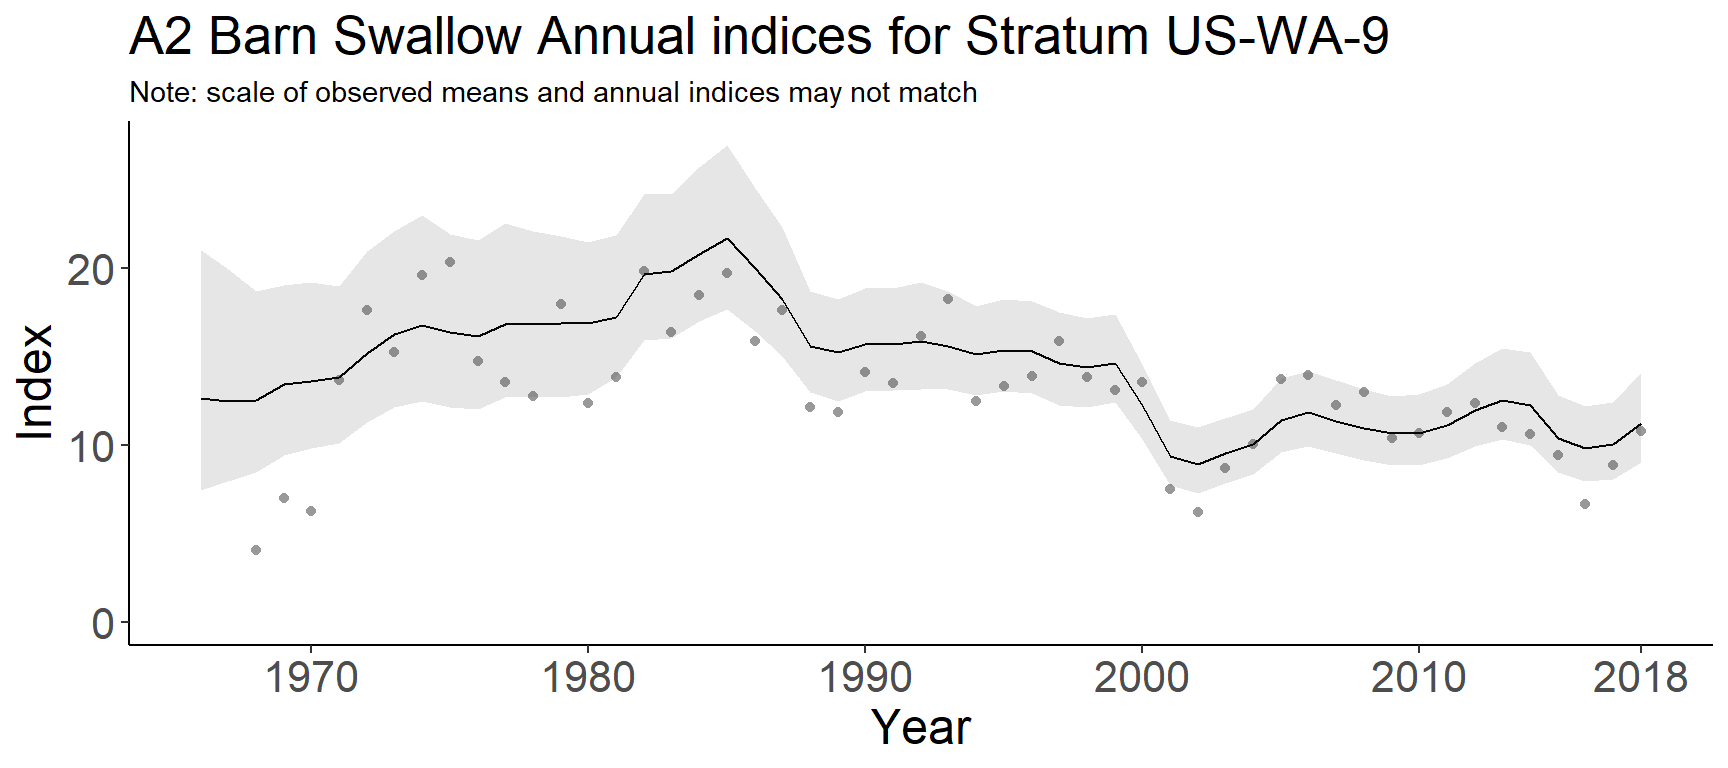 A2 Barn Swallow Annual indices for Stratum US-WA-9
Note: scale of observed means and annual indices may not match
20
10
0
Index
1970 1980 1990 2000 2010 2018
Year